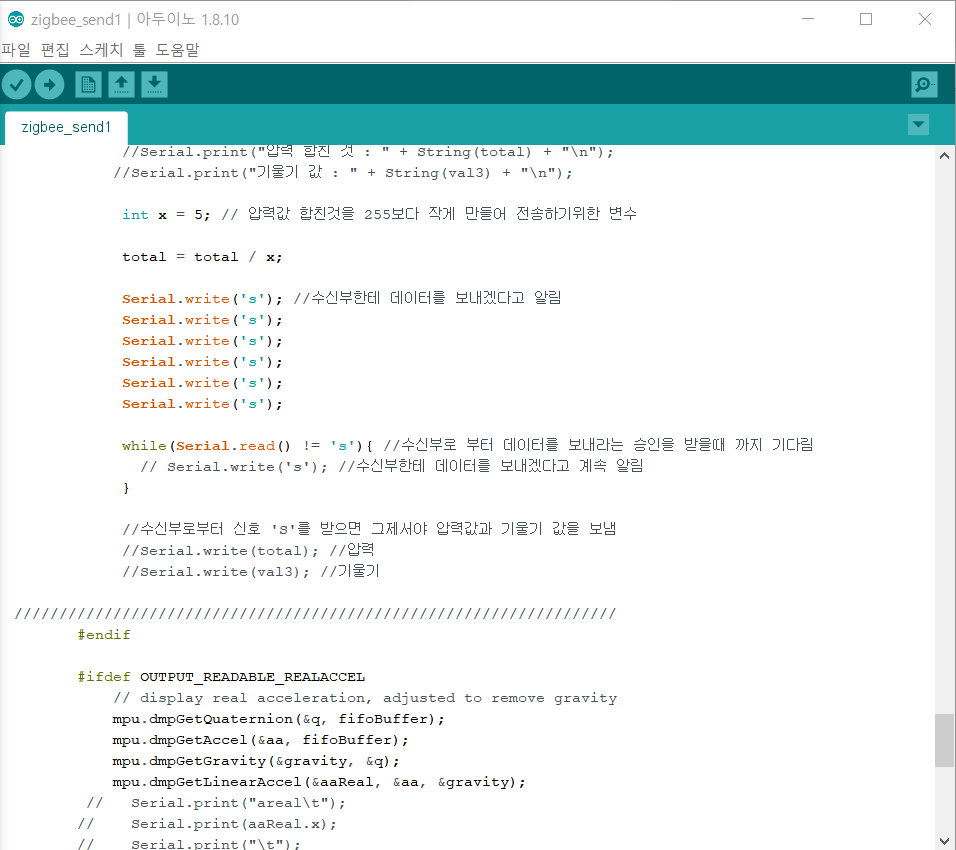 zigbee_send1 | 아두이노 1.8.10
파일 편집 스케치 툴 도움말
zigbee_send1
//Serial.print("압력 합친 것 : " + String(total) + "\n");
//Serial.print("기울기 값 : " + String(val3) + "\n");
int x = 5; // 압력값 합친것을 255보다 작게 만들어 전송하기위한 변수
total = total / x;
Serial.write('s'); //수신부한테 데이터를 보내겠다고 알림
Serial.write('s');
Serial.write('s');
Serial.write('s');
Serial.write('s');
Serial.write('s');
while(Serial.read() != 's'){ //수신부로 부터 데이터를 보내라는 승인을 받을때 까지 기다림
// Serial.write('s'); //수신부한테 데이터를 보내겠다고 계속 알림
}
//수신부로부터 신호 'S'를 받으면 그제서야 압력값과 기울기 값을 보냄
//Serial.write(total); //압력
//Serial.write(val3); //기울기
///////////////////////////////////////////////////////////////////
#endif
#ifdef OUTPUT_READABLE_REALACCEL
// display real acceleration, adjusted to remove gravity
mpu.dmpGetQuaternion(&q, fifoBuffer);
mpu.dmpGetAccel(&aa, fifoBuffer);
mpu.dmpGetGravity(&gravity, &q);
mpu.dmpGetLinearAccel(&aaReal, &aa, &gravity);
// Serial.print("areal\t");
// Serial.print(aaReal.x);
// Serial.print("\t");